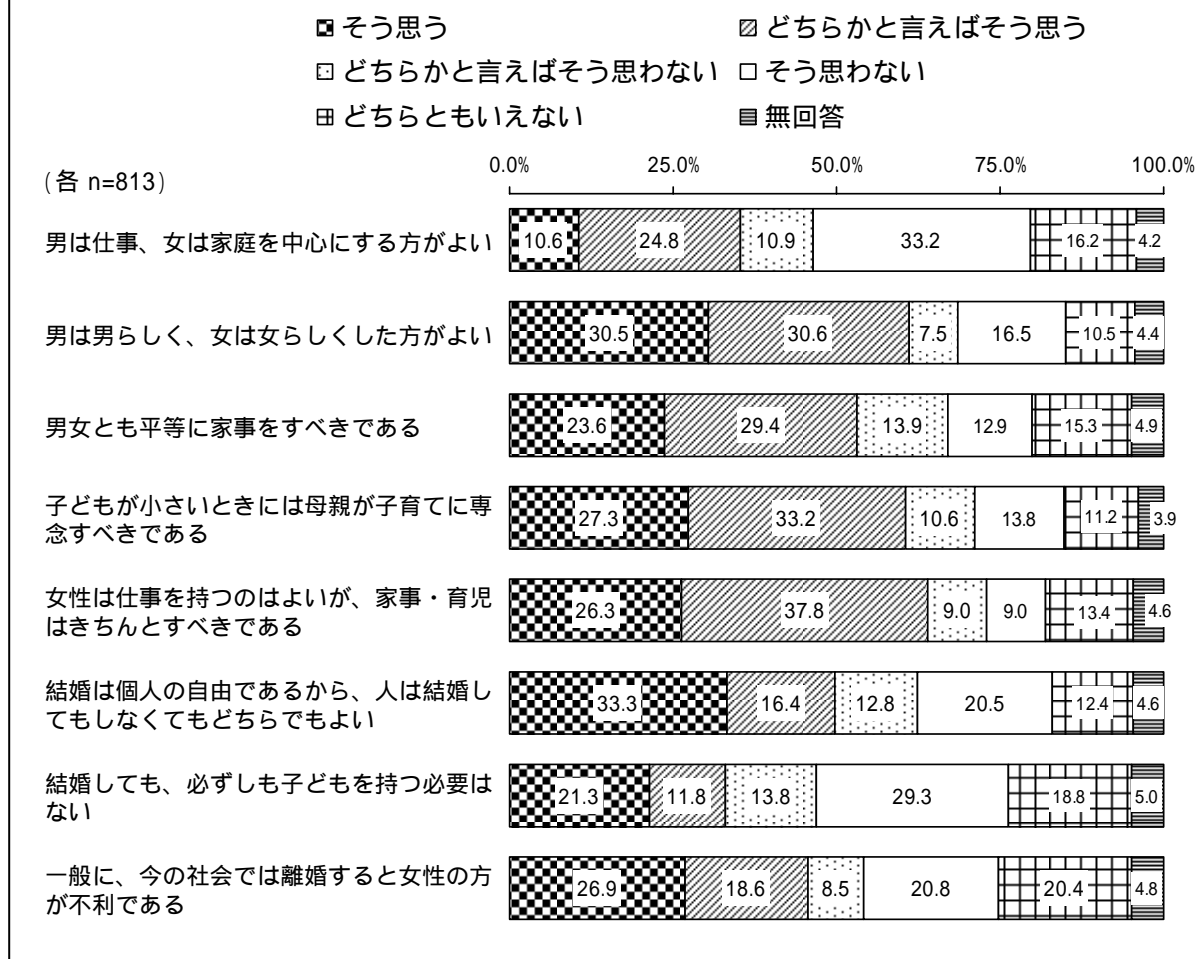 そう思う どちらかと言えばそう思う
どちらかと言えばそう思わない そう思わない
どちらともいえない 無回答
(各 n=813)
0.0% 25.0% 50.0% 75.0% 100.0%
男は仕事、女は家庭を中心にする方がよい
10.6 24.8 10.9 33.2 16.2 4.2
男は男らしく、女は女らしくした方がよい
30.5 30.6 7.5 16.5 10.5 4.4
男女とも平等に家事をすべきである
23.6 29.4 13.9 12.9 15.3 4.9
子どもが小さいときには母親が子育てに専
念すべきである
27.3 33.2 10.6 13.8 11.2 3.9
女性は仕事を持つのはよいが、家事・育児
はきちんとすべきである
26.3 37.8 9.0 9.0 13.4 4.6
結婚は個人の自由であるから、人は結婚し
てもしなくてもどちらでもよい
33.3 16.4 12.8 20.5 12.4 4.6
結婚しても、必ずしも子どもを持つ必要は
ない
21.3 11.8 13.8 29.3 18.8 5.0
一般に、今の社会では離婚すると女性の方
が不利である
26.9 18.6 8.5 20.8 20.4 4.8